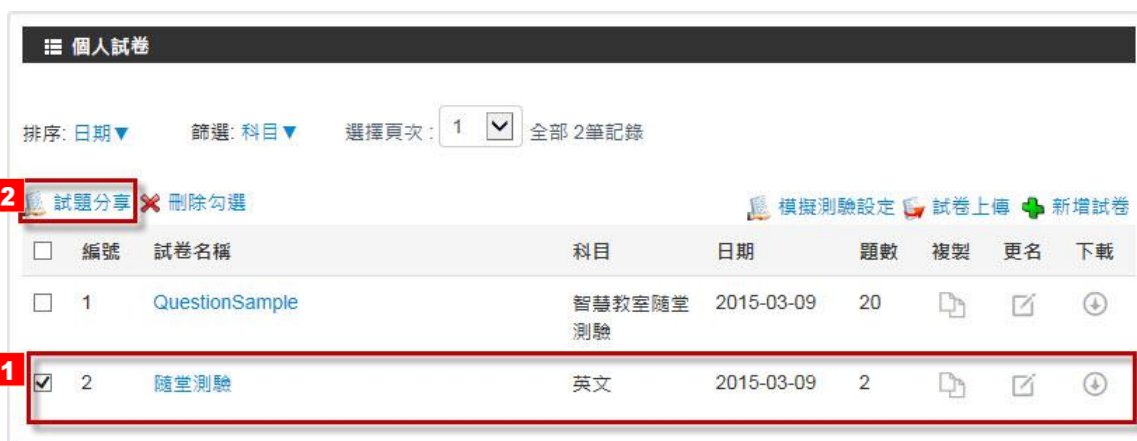 個人試卷
排序: 日期▼ 篩選: 科目▼ 選擇頁次 : 1 全部 2筆記錄
2 試題分享 刪除勾選 模擬測驗設定 試卷上傳 新增試卷
編號 試卷名稱 科目 日期 題數 複製 更名 下載
1 QuestionSample 智慧教室隨堂 2015-03-09 20
測驗
1
2 隨堂測驗 英文 2015-03-09 2